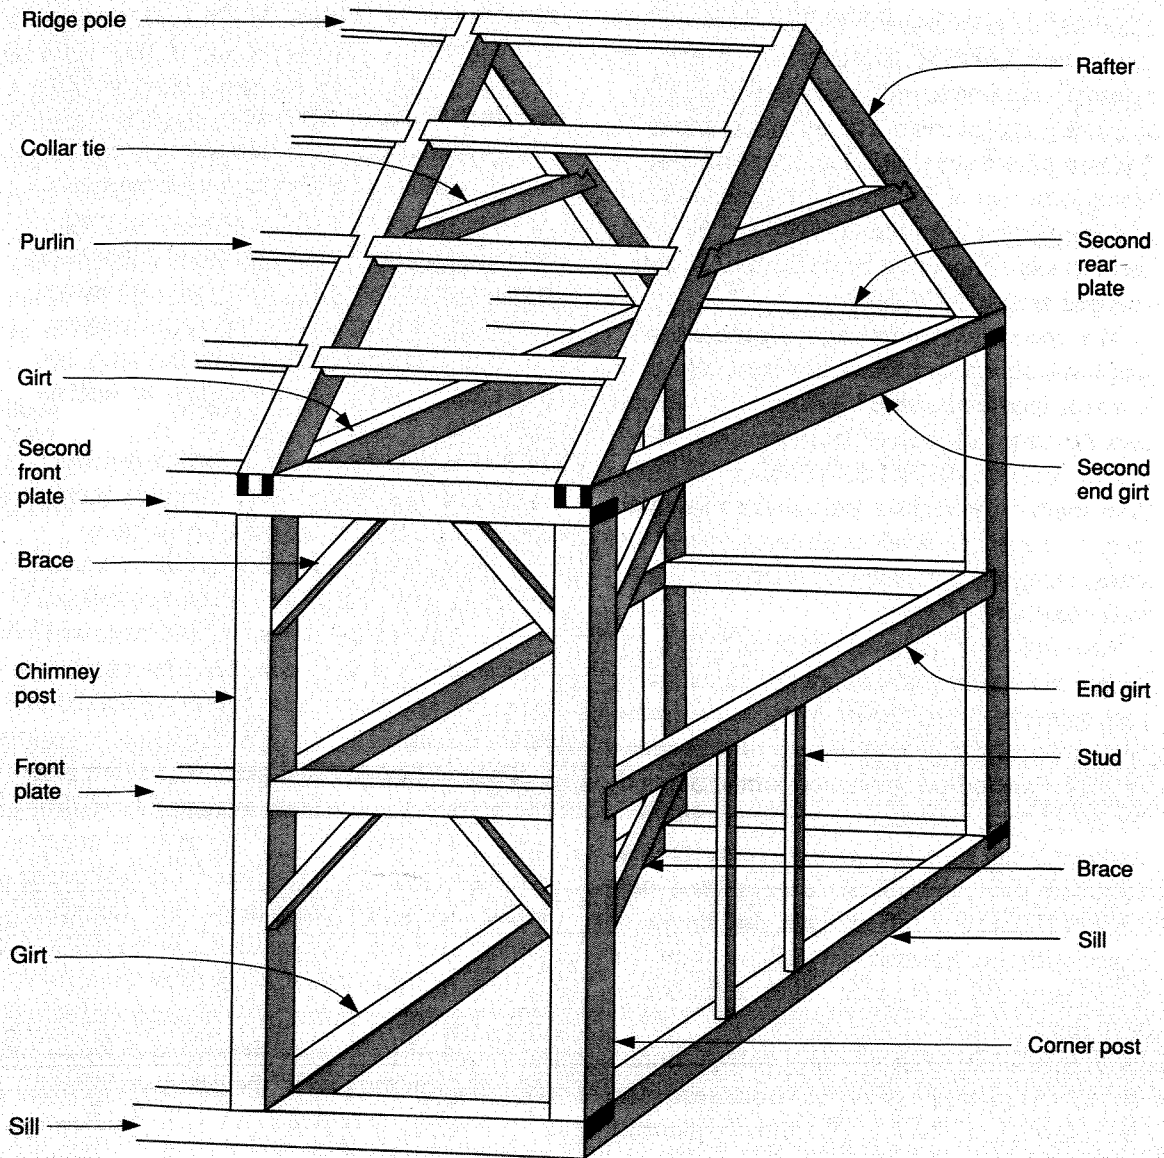 Ridge pole
Rafter
Collar tie
Purlin
Second
rear
plate
Girt
Second
front
plate
Second
end girt
Brace
Chimney
post
End girt
Front
plate
Stud
Brace
Sill
Girt
Corner post
Sill